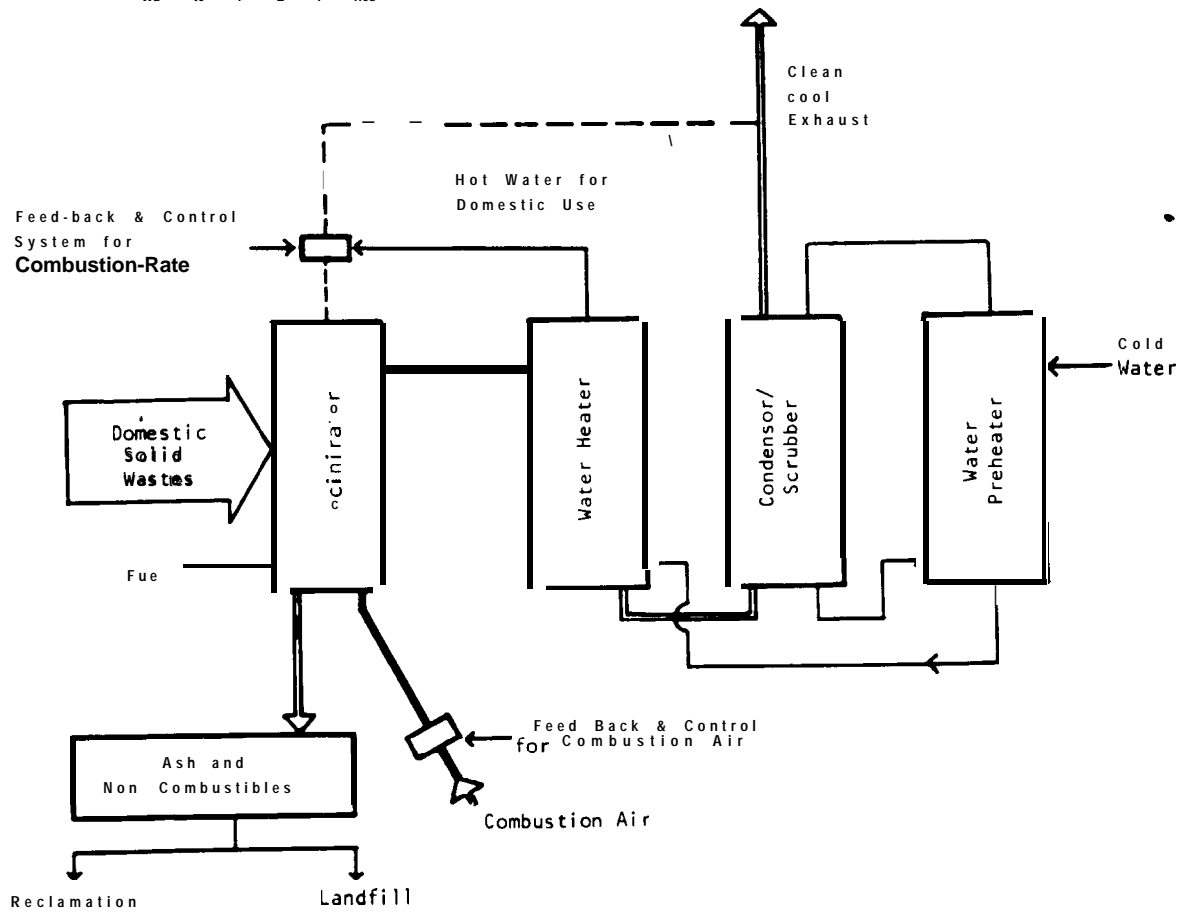 Clean
cool
Exhaust
Hot Water for
Domestic Use
Feed-back & Control
System for
Combustion-Rate
Cold
Water
Domestic
Solid
Wastes
Water Heater
Condensor/
Scrubber
Water
Preheater
Fue
Feed Back & Control
for Combustion Air
Ash and
Non Combustibles
Combustion Air
Reclamation
Landfill